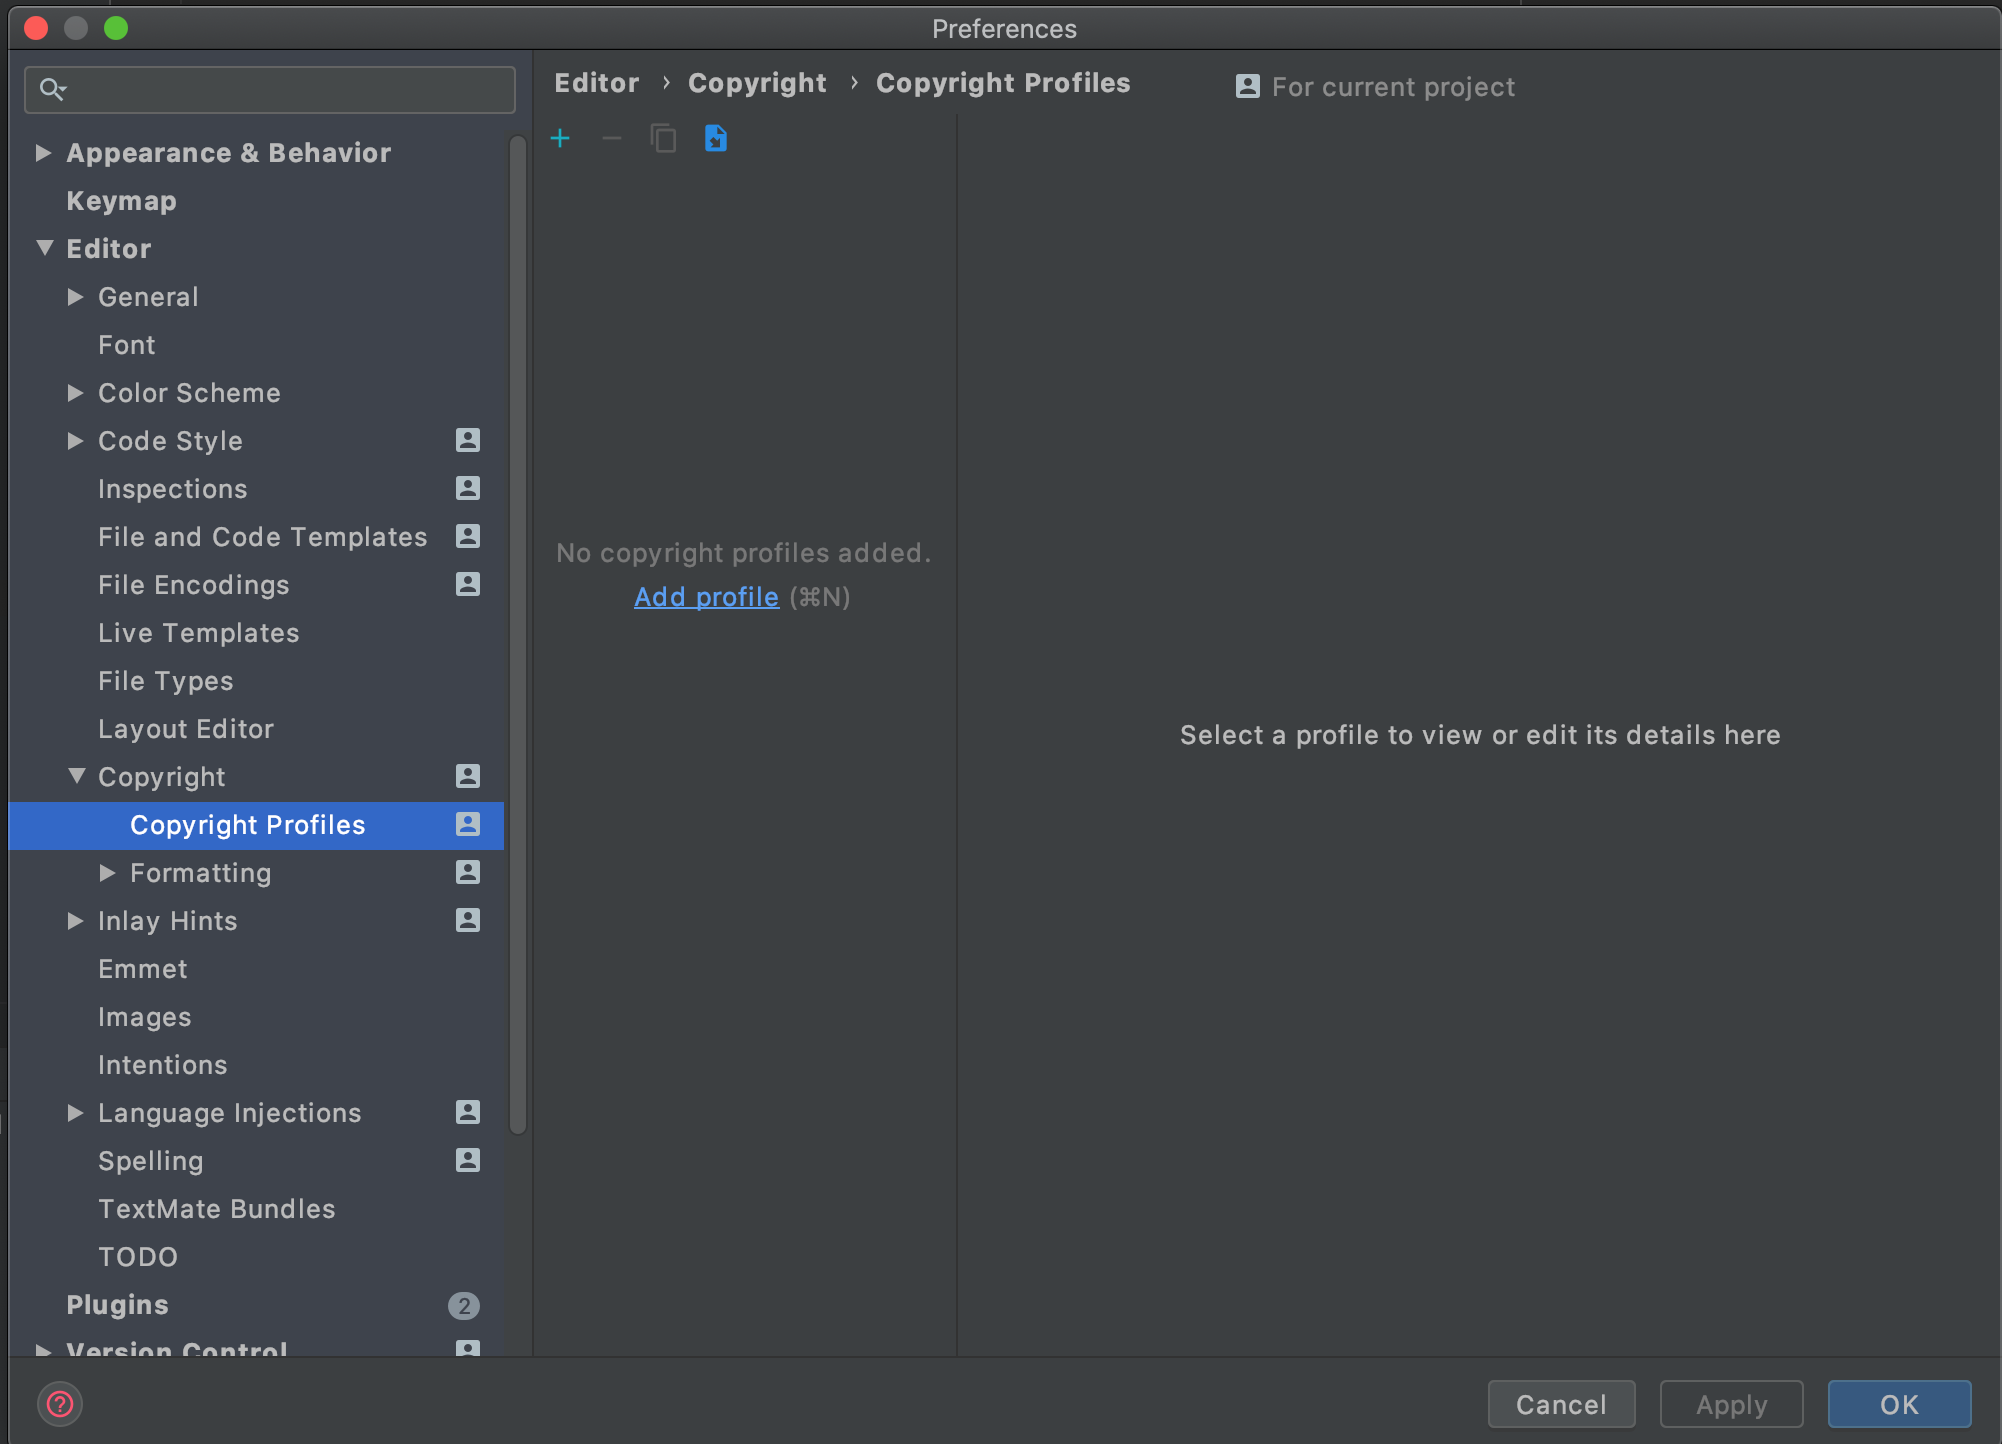 Preferences
Editor › Copyright › Copyright Profiles
For current project
Appearance & Behavior
Keymap
Editor
General
Font
Color Scheme
Code Style
Inspections
File and Code Templates
File Encodings
Live Templates
File Types
Layout Editor
Copyright
Copyright Profiles
Formatting
Inlay Hints
Emmet
Images
Intentions
Language Injections
Spelling
TextMate Bundles
TODO
Plugins 2
Version Control
No copyright profiles added.
Add profile (⌘N)
Select a profile to view or edit its details here
?
Cancel
Apply
OK